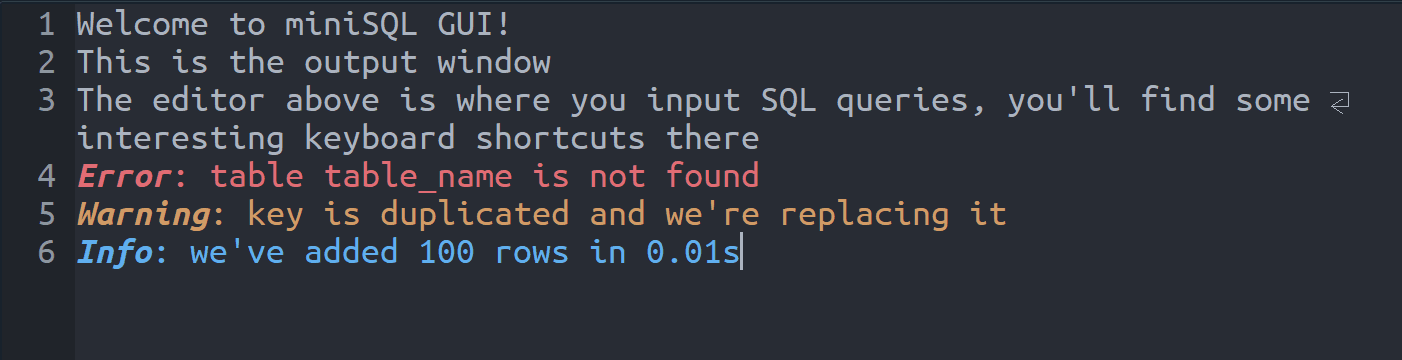 1 Welcome to miniSQL GUI!
2 This is the output window
3 The editor above is where you input SQL queries, you'll find some
interesting keyboard shortcuts there
4 Error: table table_name is not found
5 Warning: key is duplicated and we're replacing it
6 Info: we've added 100 rows in 0.01s